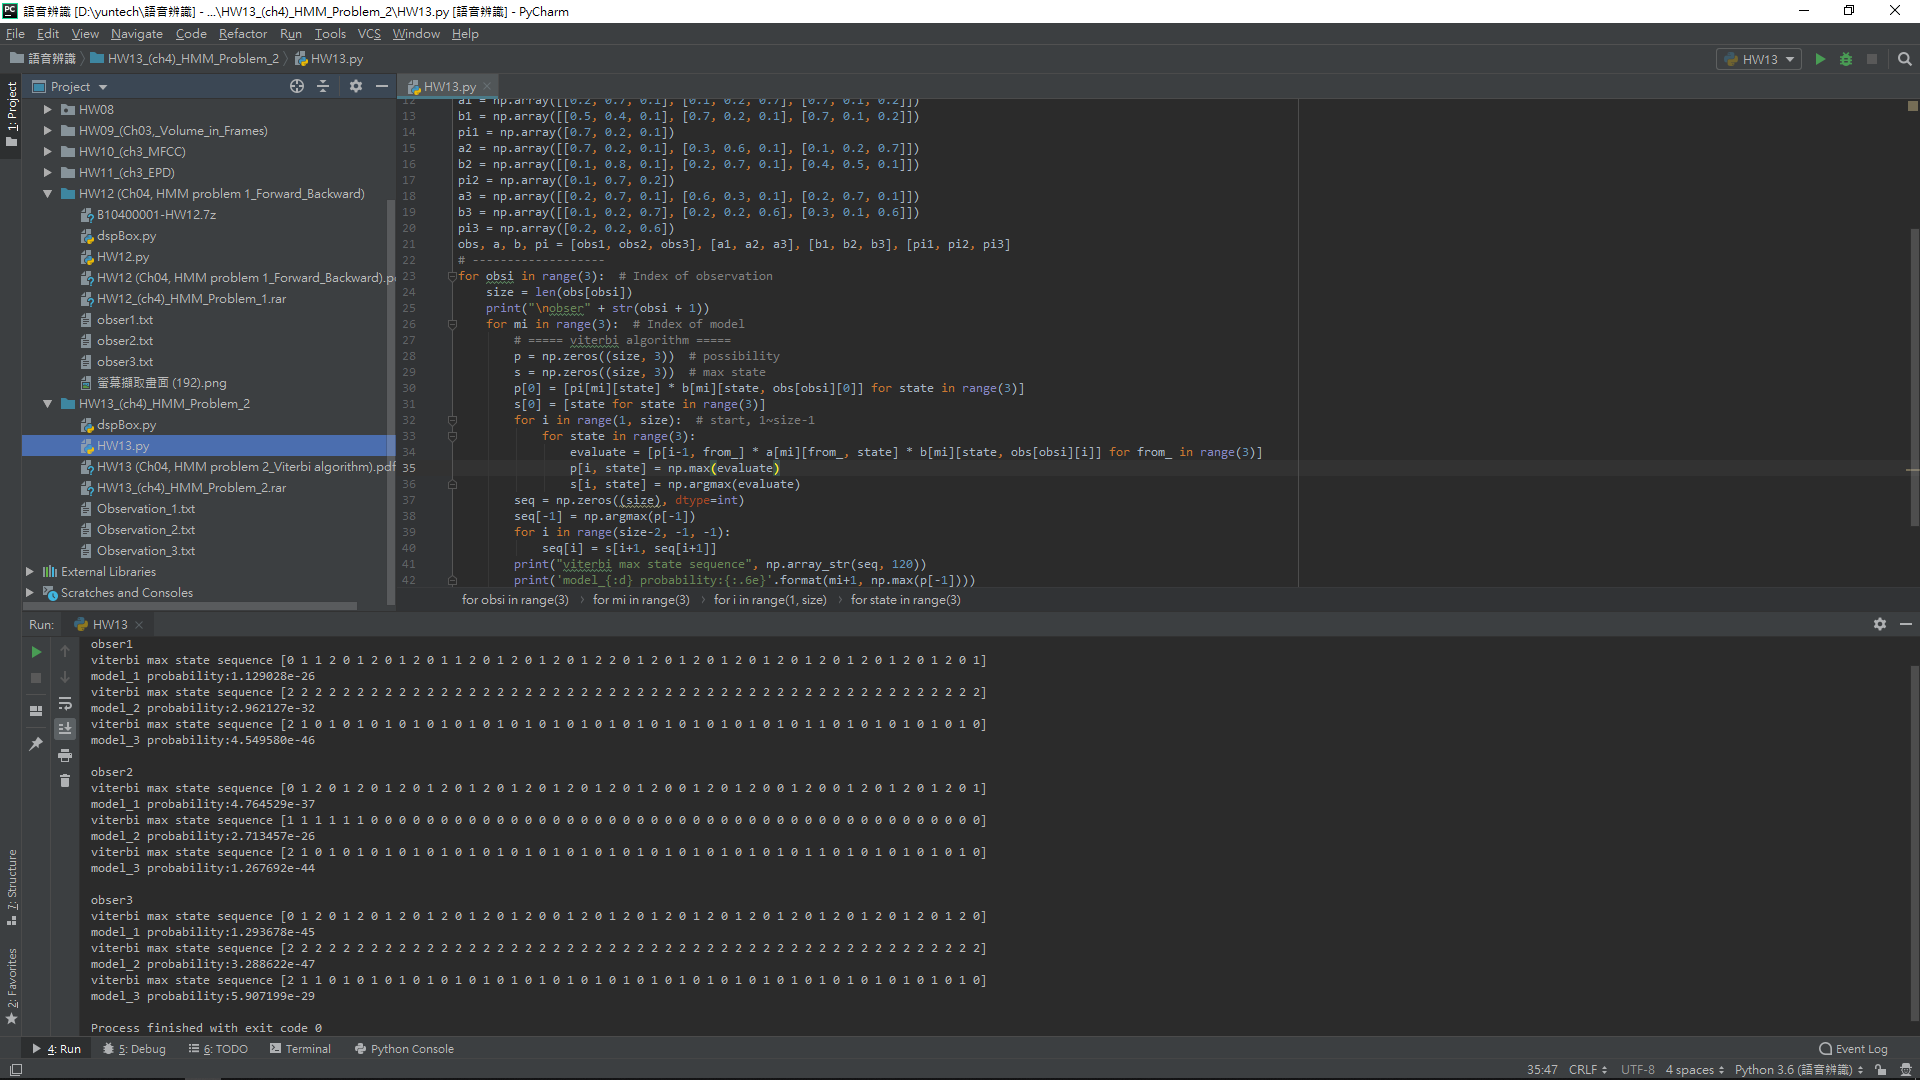 語音辨識 [D:\yuntech\語音辨識] - ...\HW13_(ch4)_HMM_Problem_2\HW13.py [語音辨識] - PyCharm
File Edit View Navigate Code Refactor Run Tools VCS Window Help
語音辨識 HW13_(ch4)_HMM_Problem_2 HW13.py HW13
1: Project
Project
HW08
HW09_(Ch03,_Volume_in_Frames)
HW10_(ch3_MFCC)
HW11_(ch3_EPD)
HW12 (Ch04, HMM problem 1_Forward_Backward)
B10400001-HW12.7z
dspBox.py
HW12.py
HW12 (Ch04, HMM problem 1_Forward_Backward).p
HW12_(ch4)_HMM_Problem_1.rar
obser1.txt
obser2.txt
obser3.txt
螢幕擷取畫面 (192).png
HW13_(ch4)_HMM_Problem_2
dspBox.py
HW13.py
HW13 (Ch04, HMM problem 2_Viterbi algorithm).pdf
HW13_(ch4)_HMM_Problem_2.rar
Observation_1.txt
Observation_2.txt
Observation_3.txt
External Libraries
Scratches and Consoles
HW13.py
12 a1 = np.array([[0.2, 0.7, 0.1], [0.1, 0.2, 0.7], [0.7, 0.1, 0.2]])
13 b1 = np.array([[0.5, 0.4, 0.1], [0.7, 0.2, 0.1], [0.7, 0.1, 0.2]])
14 pi1 = np.array([0.7, 0.2, 0.1])
15 a2 = np.array([[0.7, 0.2, 0.1], [0.3, 0.6, 0.1], [0.1, 0.2, 0.7]])
16 b2 = np.array([[0.1, 0.8, 0.1], [0.2, 0.7, 0.1], [0.4, 0.5, 0.1]])
17 pi2 = np.array([0.1, 0.7, 0.2])
18 a3 = np.array([[0.2, 0.7, 0.1], [0.6, 0.3, 0.1], [0.2, 0.7, 0.1]])
19 b3 = np.array([[0.1, 0.2, 0.7], [0.2, 0.2, 0.6], [0.3, 0.1, 0.6]])
20 pi3 = np.array([0.2, 0.2, 0.6])
21 obs, a, b, pi = [obs1, obs2, obs3], [a1, a2, a3], [b1, b2, b3], [pi1, pi2, pi3]
22 # -------------------
23 for obsi in range(3):  # Index of observation
24 size = len(obs[obsi])
25 print("\nobser" + str(obsi + 1))
26 for mi in range(3):  # Index of model
27 # ===== viterbi algorithm =====
28 p = np.zeros((size, 3))  # possibility
29 s = np.zeros((size, 3))  # max state
30 p[0] = [pi[mi][state] * b[mi][state, obs[obsi][0]] for state in range(3)]
31 s[0] = [state for state in range(3)]
32 for i in range(1, size):  # start, 1~size-1
33 for state in range(3):
34 evaluate = [p[i-1, from_] * a[mi][from_, state] * b[mi][state, obs[obsi][i]] for from_ in range(3)]
35 p[i, state] = np.max(evaluate)
36 s[i, state] = np.argmax(evaluate)
37 seq = np.zeros((size), dtype=int)
38 seq[-1] = np.argmax(p[-1])
39 for i in range(size-2, -1, -1):
40 seq[i] = s[i+1, seq[i+1]]
41 print("viterbi max state sequence", np.array_str(seq, 120))
42 print('model_{:d} probability:{:.6e}'.format(mi+1, np.max(p[-1])))
for obsi in range(3) for mi in range(3) for i in range(1, size) for state in range(3)
Run: HW13
obser1
viterbi max state sequence [0 1 1 2 0 1 2 0 1 2 0 1 1 2 0 1 2 0 1 2 0 1 2 2 0 1 2 0 1 2 0 1 2 0 1 2 0 1 2 0 1 2 0 1 2 0 1 2 0 1]
model_1 probability:1.129028e-26
viterbi max state sequence [2 2 2 2 2 2 2 2 2 2 2 2 2 2 2 2 2 2 2 2 2 2 2 2 2 2 2 2 2 2 2 2 2 2 2 2 2 2 2 2 2 2 2 2 2 2 2 2 2 2]
model_2 probability:2.962127e-32
viterbi max state sequence [2 1 0 1 0 1 0 1 0 1 0 1 0 1 0 1 0 1 0 1 0 1 0 1 0 1 0 1 0 1 0 1 0 1 0 1 0 1 1 0 1 0 1 0 1 0 1 0 1 0]
model_3 probability:4.549580e-46
obser2
viterbi max state sequence [0 1 2 0 1 2 0 1 2 0 1 2 0 1 2 0 1 2 0 1 2 0 1 2 0 1 2 0 0 1 2 0 1 2 0 1 2 0 1 2 0 1 2 0 1 2 0 1]
model_1 probability:4.764529e-37
viterbi max state sequence [1 1 1 1 1 1 0 0 0 0 0 0 0 0 0 0 0 0 0 0 0 0 0 0 0 0 0 0 0 0 0 0 0 0 0 0 0 0 0 0 0 0 0 0 0 0 0 0 0 0]
model_2 probability:2.713457e-26
viterbi max state sequence [2 1 0 1 0 1 0 1 0 1 0 1 0 1 0 1 0 1 0 1 0 1 0 1 0 1 0 1 0 1 0 1 0 1 0 1 0 1 1 0 1 0 1 0 1 0 1 0 1 0]
model_3 probability:1.267692e-44
obser3
viterbi max state sequence [0 1 2 0 1 2 0 1 2 0 1 2 0 1 2 0 1 2 0 0 1 2 0 1 2 0 1 2 0 1 2 0 1 2 0 1 2 0 1 2 0 1 2 0 1 2 0 1 2 0]
model_1 probability:1.293678e-45
viterbi max state sequence [2 2 2 2 2 2 2 2 2 2 2 2 2 2 2 2 2 2 2 2 2 2 2 2 2 2 2 2 2 2 2 2 2 2 2 2 2 2 2 2 2 2 2 2 2 2 2 2 2 2]
model_2 probability:3.288622e-47
viterbi max state sequence [2 1 1 0 1 0 1 0 1 0 1 0 1 0 1 0 1 0 1 0 1 0 1 0 1 0 1 0 1 0 1 0 1 0 1 0 1 0 1 0 1 0 1 0 1 0 1 0 1 0]
model_3 probability:5.907199e-29
Process finished with exit code 0
7: Structure
2: Favorites
4: Run 5: Debug 6: TODO Terminal Python Console Event Log
35:47 CRLF UTF-8 4 spaces Python 3.6 (語音辨識)